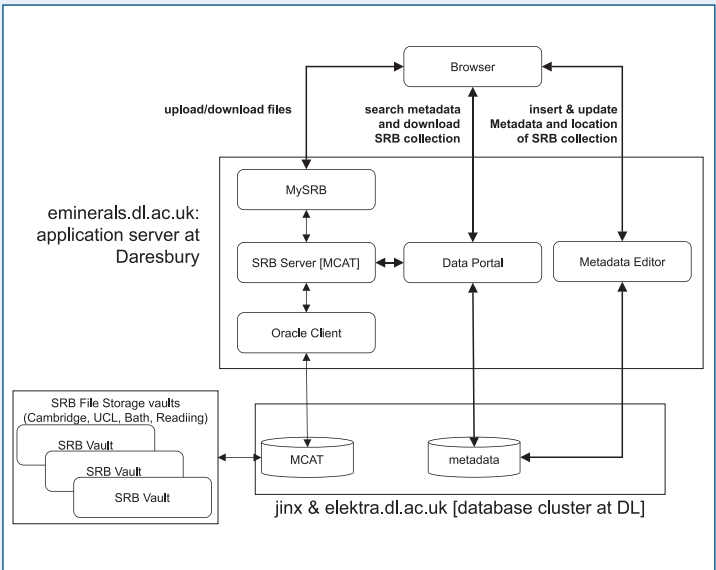 Browser
upload/download files
search metadata
and download
SRB collection
insert & update
Metadata and location
of SRB collection
eminerals.dl.ac.uk:
application server at
Daresbury
MySRB
SRB Server [MCAT]
Data Portal
Metadata Editor
Oracle Client
SRB File Storage vaults
(Cambridge, UCL, Bath, Readiing)
SRB Vault
SRB Vault
SRB Vault
MCAT
metadata
jinx & elektra.dl.ac.uk [database cluster at DL]